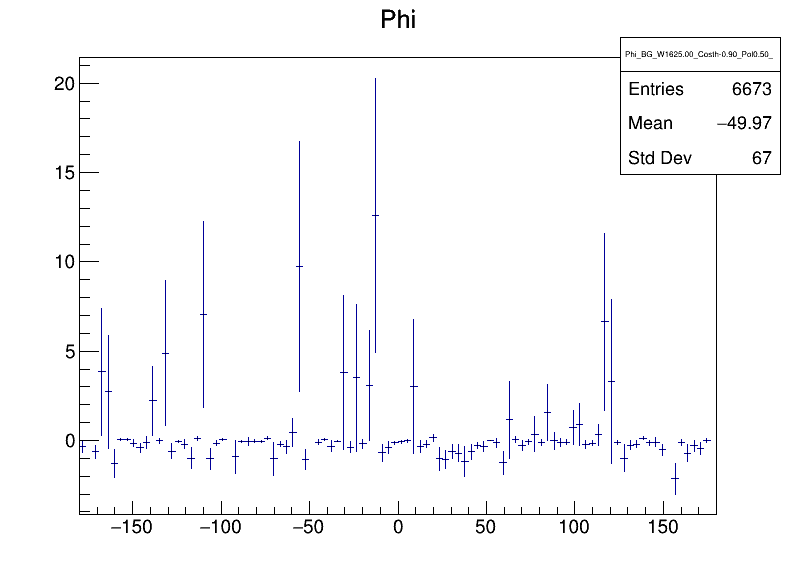 Phi
Phi_BG_W1625.00_Costh-0.90_Pol0.50_
Entries 6673
Mean −49.97
Std Dev 67
20
15
10
5
0
−150 −100 −50 0 50 100 150